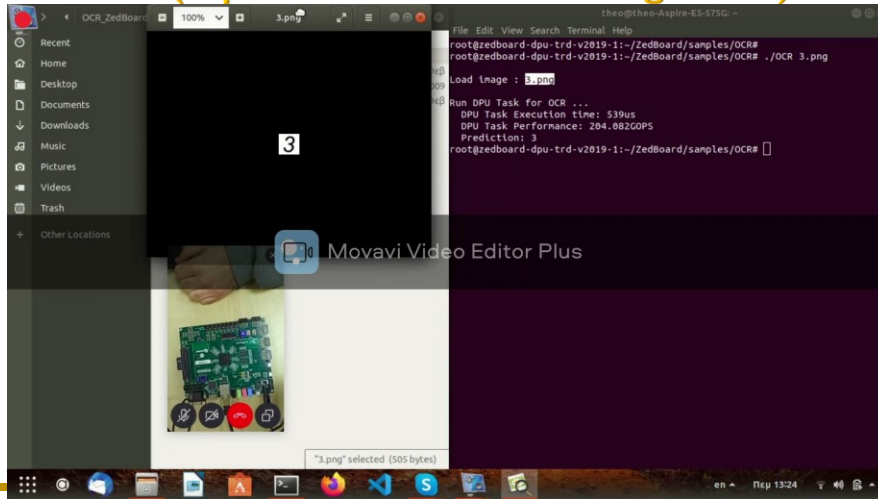 OCR_ZedBoard
100%
3.png
theo@theo-Aspire-E5-575G: ~
File Edit View Search Terminal Help
Recent
Home
Desktop
Documents
Downloads
Music
Pictures
Videos
Trash
Other Locations
3
root@zedboard-dpu-trd-v2019-1:~/ZedBoard/samples/OCR#
root@zedboard-dpu-trd-v2019-1:~/ZedBoard/samples/OCR# ./OCR 3.png
Load image : 3.png
Run DPU Task for OCR ...
DPU Task Execution time: 539us
DPU Task Performance: 204.082GOPS
Prediction: 3
root@zedboard-dpu-trd-v2019-1:~/ZedBoard/samples/OCR#
Movavi Video Editor Plus
"3.png" selected (505 bytes)
en
Πεμ 13:24